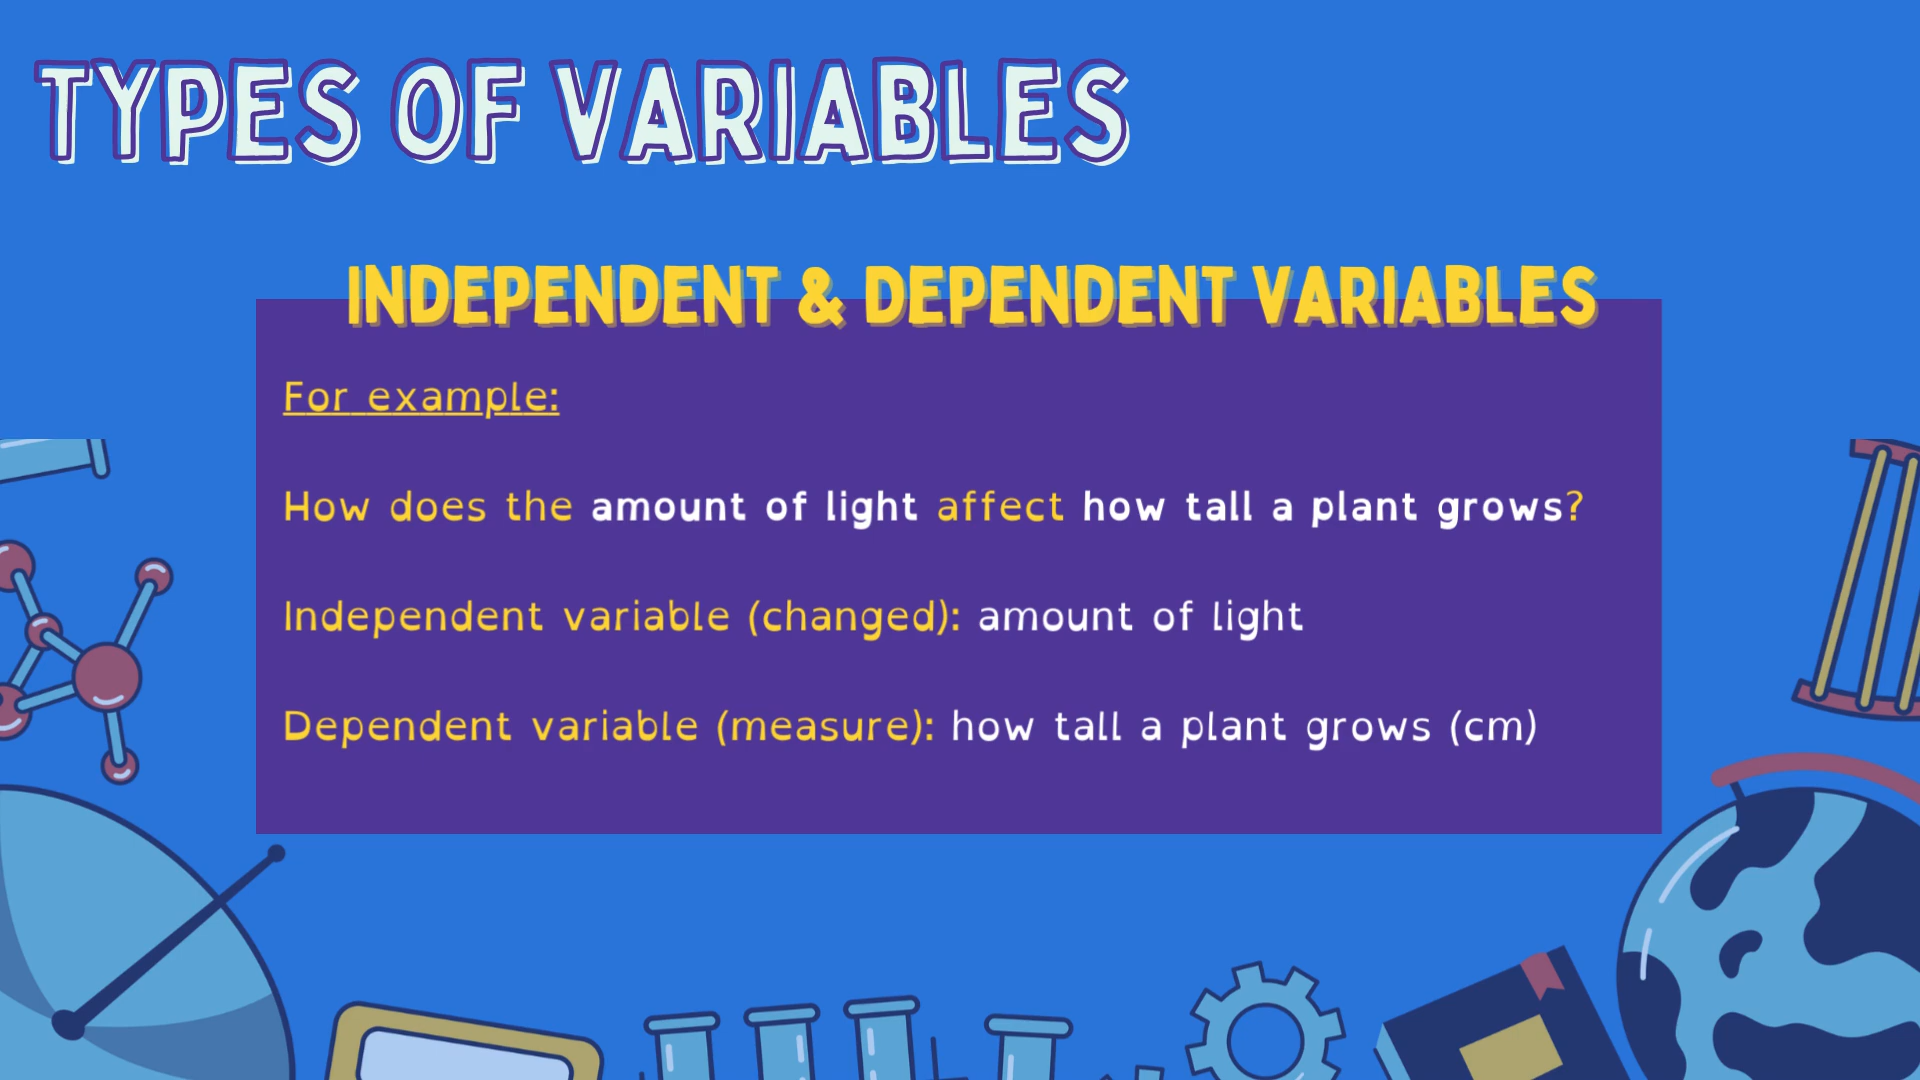 TYPES OF VARIABLES
INDEPENDENT & DEPENDENT VARIABLES
For example:
How does the amount of light affect how tall a plant grows?
Independent variable (changed): amount of light
Dependent variable (measure): how tall a plant grows (cm)